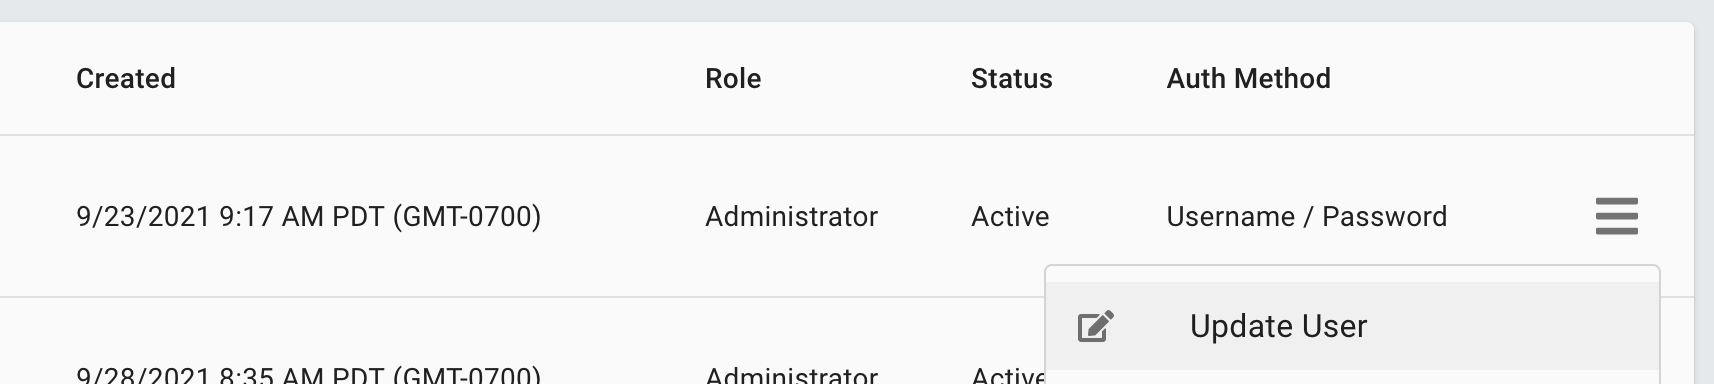 Created Role Status Auth Method
9/23/2021 9:17 AM PDT (GMT-0700) Administrator Active Username / Password
Update User
9/28/2021 8:35 AM PDT (GMT-0700) Administrator Active